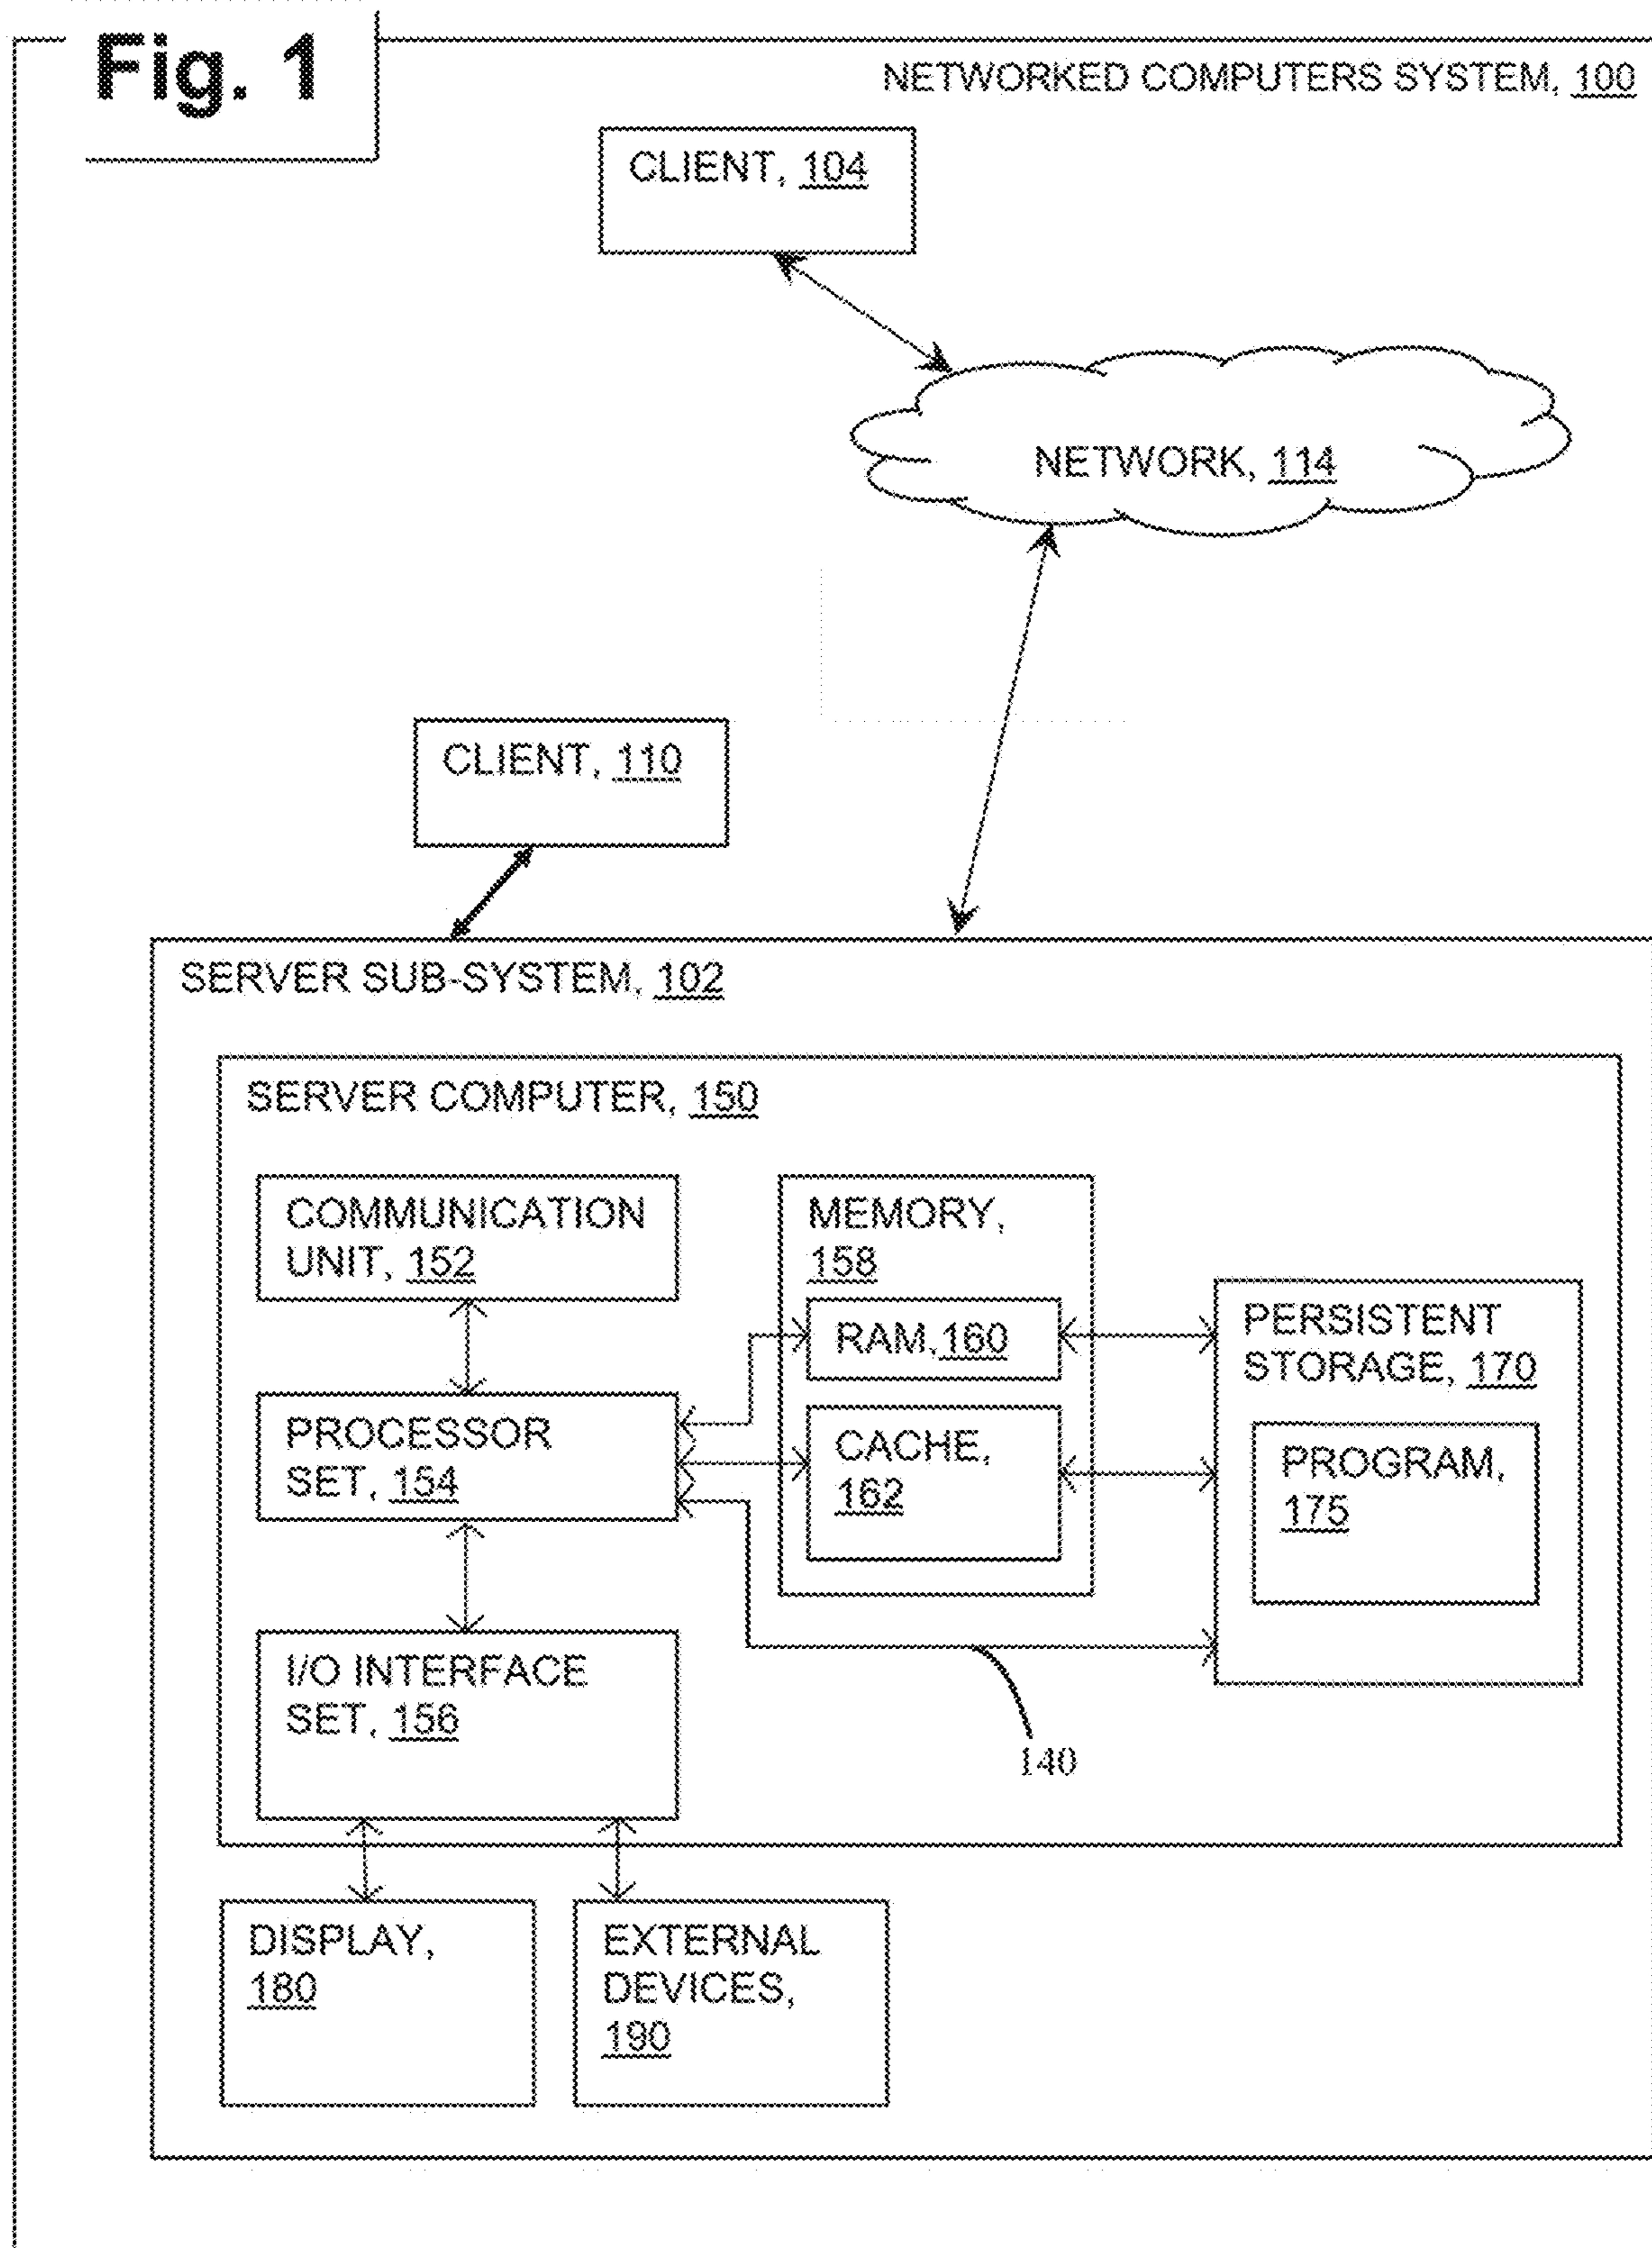 Fig. 1
NETWORKED COMPUTERS SYSTEM, 100
CLIENT, 104
NETWORK, 114
CLIENT, 110
SERVER SUB-SYSTEM, 102
SERVER COMPUTER, 150
COMMUNICATION
UNIT, 152
MEMORY,
158
RAM,160
PERSISTENT
STORAGE, 170
PROCESSOR
SET, 154
CACHE,
162
PROGRAM,
175
I/O INTERFACE
SET, 156
140
DISPLAY,
180
EXTERNAL
DEVICES,
190